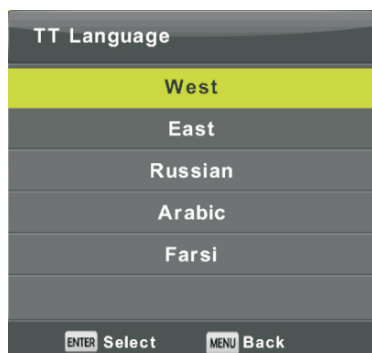 TT Language
West
East
Russian
Arabic
Farsi
ENTER Select MENU Back